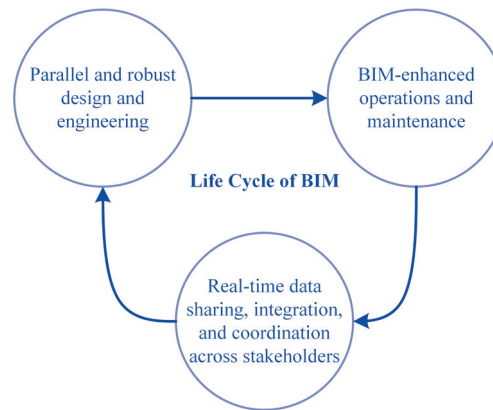 Parallel and robust
design and
engineering
BIM-enhanced
operations and
maintenance
Life Cycle of BIM
Real-time data
sharing, integration,
and coordination
across stakeholders